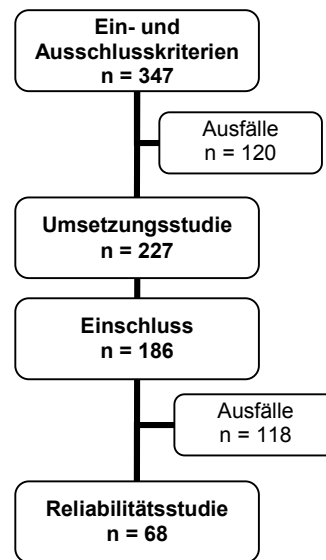 Ein- und
Ausschlusskriterien
n = 347
Ausfälle
n = 120
Umsetzungsstudie
n = 227
Einschluss
n = 186
Ausfälle
n = 118
Reliabilitätsstudie
n = 68